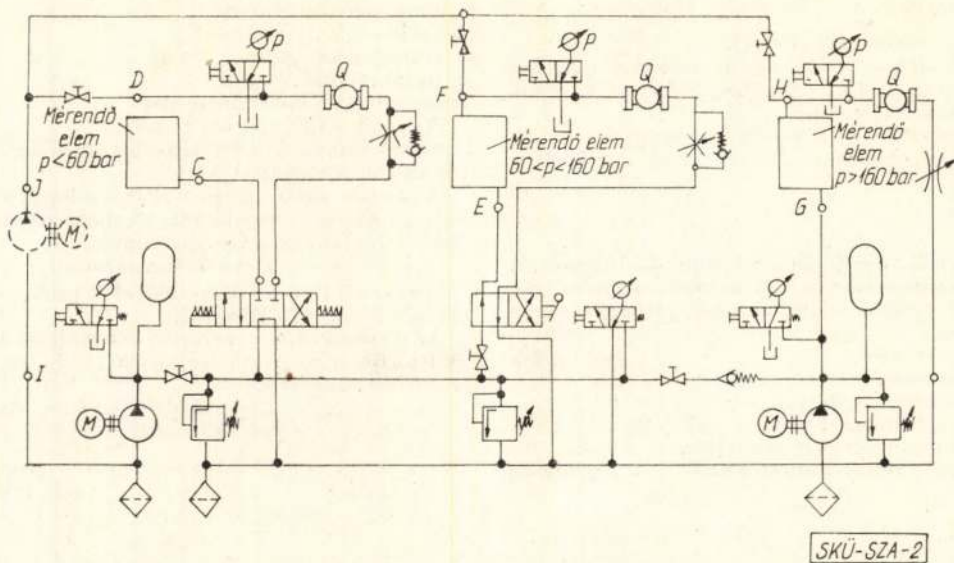 p
p
p
D
Q
F
Q
H
Q
Mérendő
elem
p<60 bar
Mérendő elem
60<p<160 bar
Mérendő
elem
p>160 bar
C
J
E
G
M
I
M
M
SKÜ-SZA-2